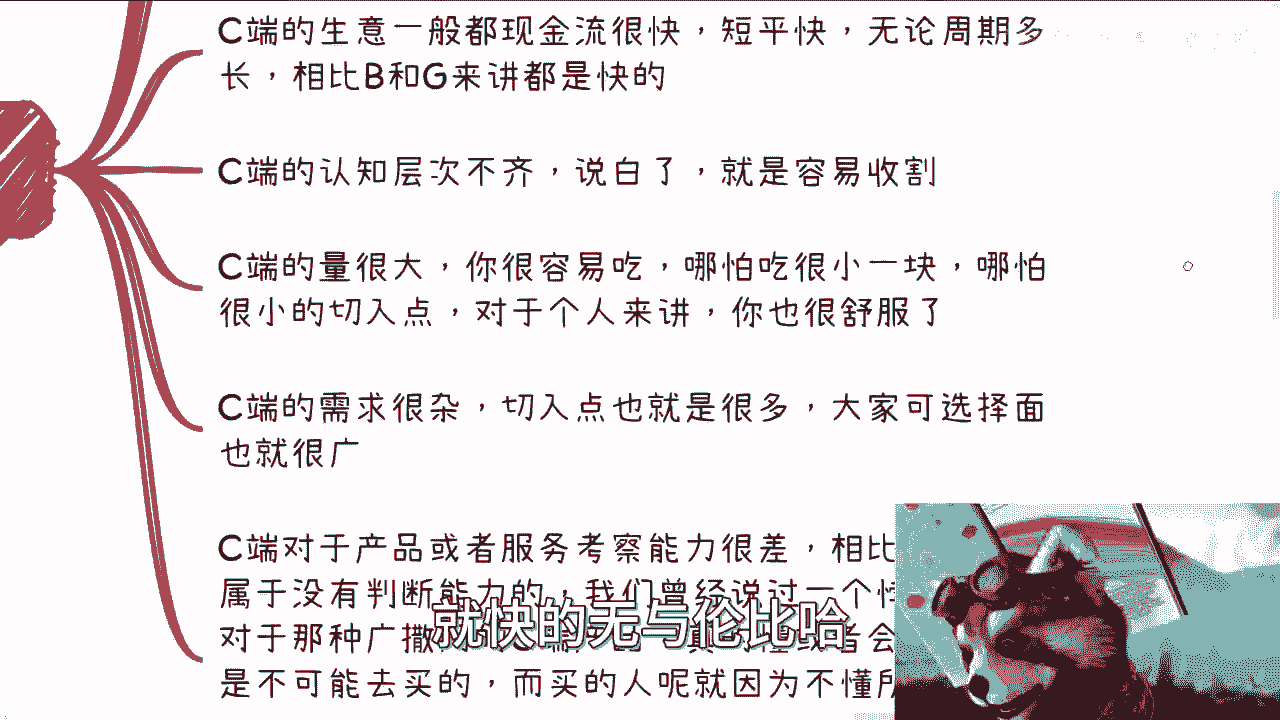 C端的生意一般都现金流很快，短平快，无论周期多
长，相比B和G来讲都是快的
C端的认知层次不齐，说白了，就是容易收割
C端的量很大，你很容易吃，哪怕吃很小一块，哪怕
很小的切入点，对于个人来讲，你也很舒服了
C端的需求很杂，切入点也就是很多，大家可选择面
也就很广
C端对于产品或者服务考察能力很差，相比
属于没有判断能力的，我们曾经说过一个
对于那种广撒
就快的无与伦比哈
是不可能去买的，而买的人呢就因为不懂所